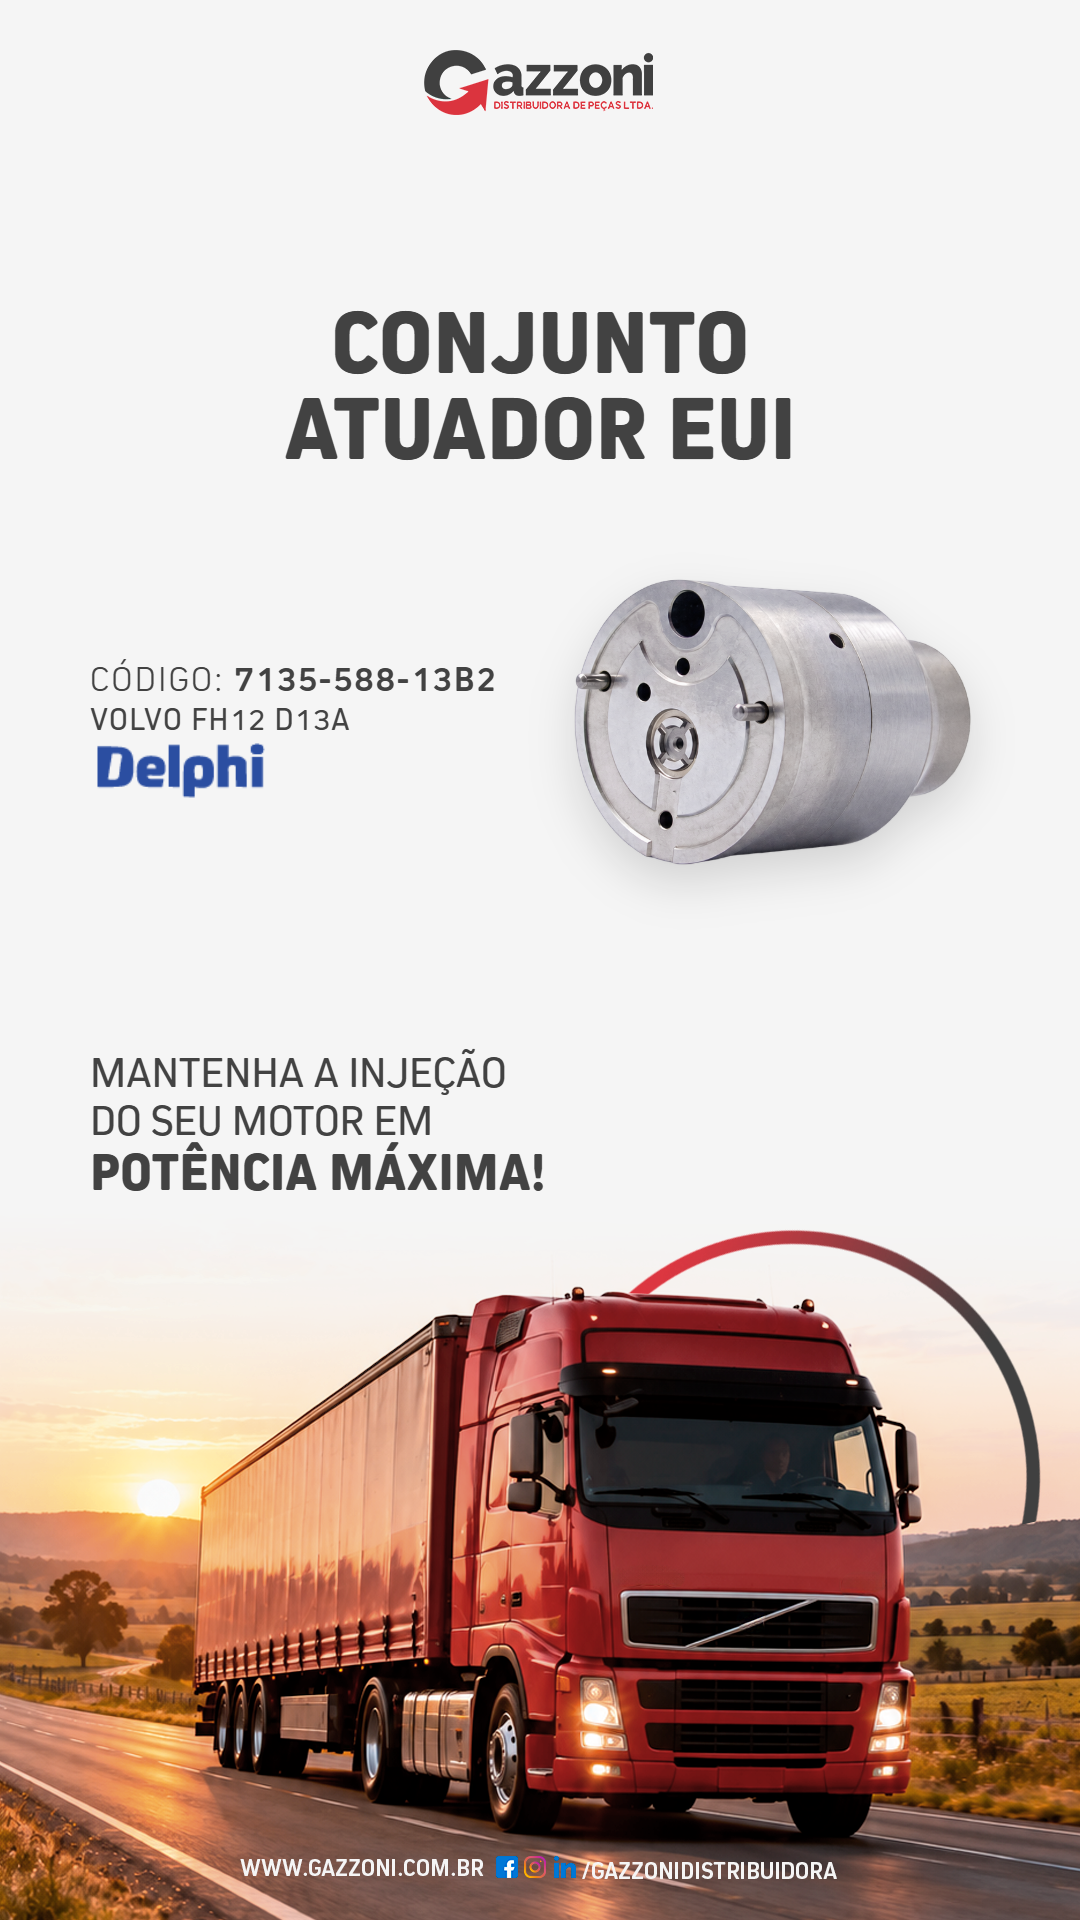 Gazzoni
DISTRIBUIDORA DE PEÇAS LTDA.
CONJUNTO
ATUADOR EUI
CÓDIGO: 7135-588-13B2
VOLVO FH12 D13A
Delphi
MANTENHA A INJEÇÃO
DO SEU MOTOR EM
POTÊNCIA MÁXIMA!
WWW.GAZZONI.COM.BR f in /GAZZONIDISTRIBUIDORA